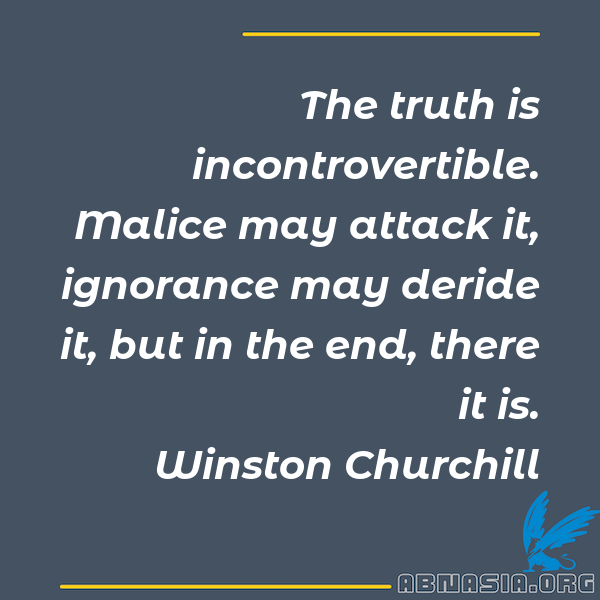 The truth is
incontrovertible.
Malice may attack it,
ignorance may deride
it, but in the end, there
it is.
Winston Churchill
ABNASIA.ORG